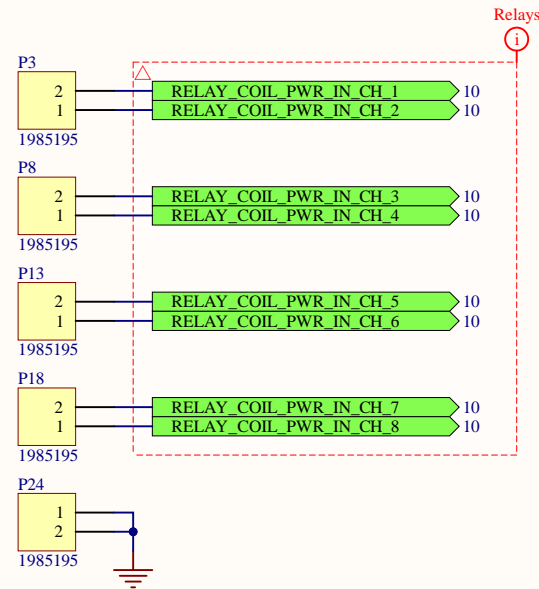 Relays
i
P3
2 RELAY_COIL_PWR_IN_CH_1 10
1 RELAY_COIL_PWR_IN_CH_2 10
1985195
P8
2 RELAY_COIL_PWR_IN_CH_3 10
1 RELAY_COIL_PWR_IN_CH_4 10
1985195
P13
2 RELAY_COIL_PWR_IN_CH_5 10
1 RELAY_COIL_PWR_IN_CH_6 10
1985195
P18
2 RELAY_COIL_PWR_IN_CH_7 10
1 RELAY_COIL_PWR_IN_CH_8 10
1985195
P24
1
2
1985195